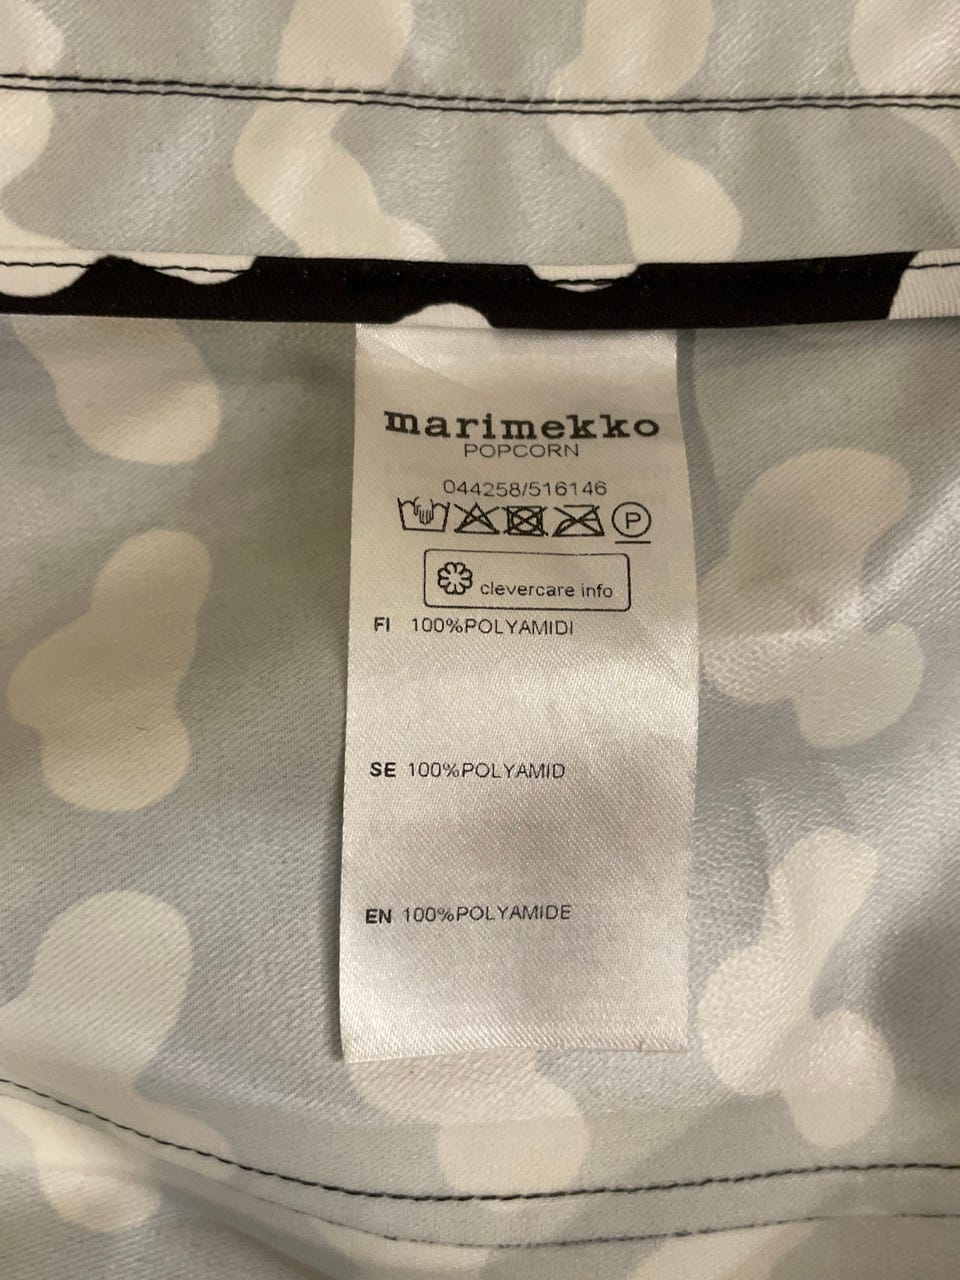 marimekko
POPCORN
044258/516146
P
clevercare info
FI 100%POLYAMIDI
SE 100%POLYAMID
EN 100%POLYAMIDE